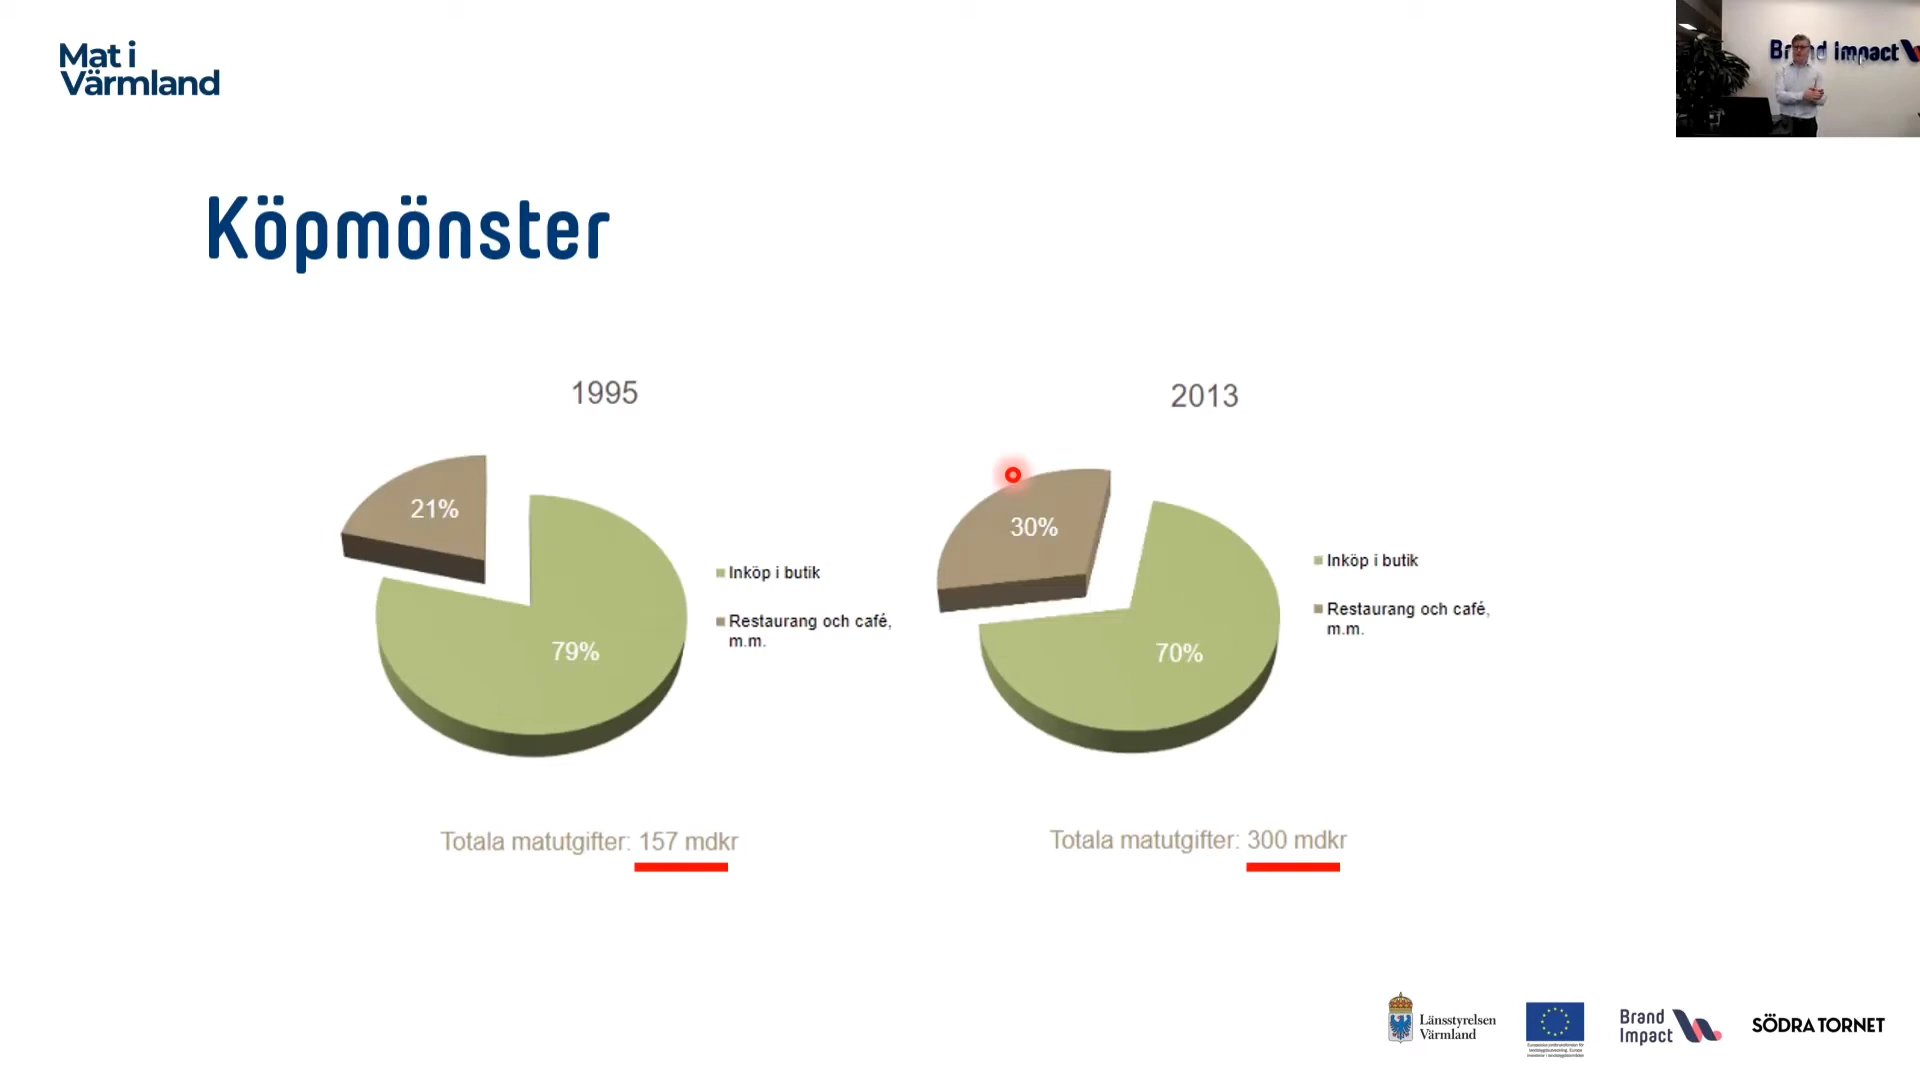 Mat i
Värmland
Brand impact
Köpmönster
1995
21%
79%
Inköp i butik
Restaurang och café,
m.m.
Totala matutgifter: 157 mdkr
2013
30%
70%
Inköp i butik
Restaurang och café,
m.m.
Totala matutgifter: 300 mdkr
Länsstyrelsen
Värmland
Brand
Impact
SÖDRA TORNET